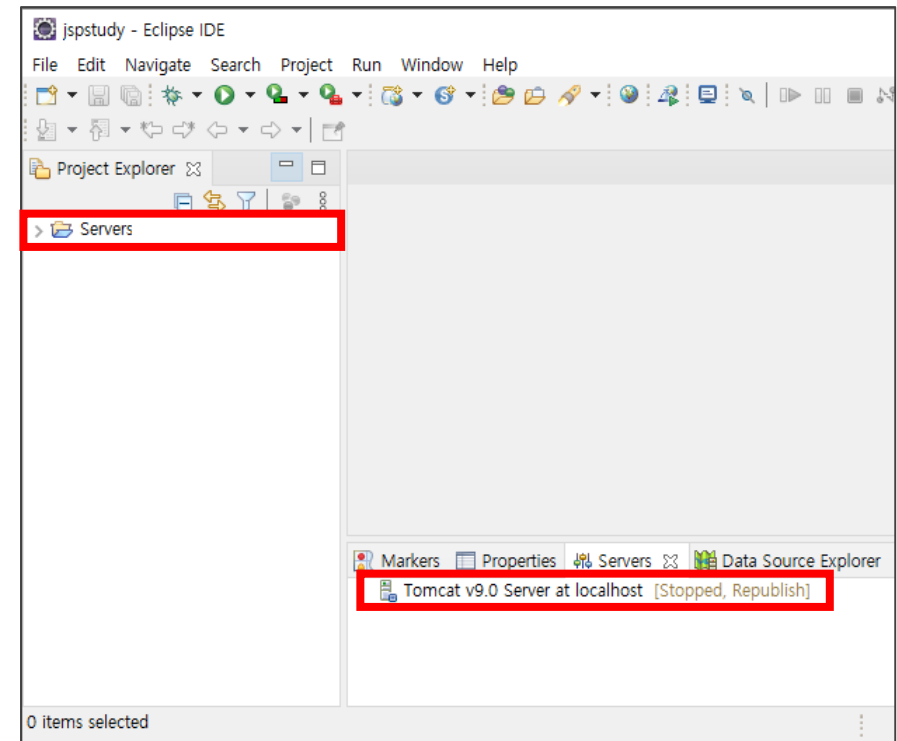 jspstudy - Eclipse IDE
File Edit Navigate Search Project Run Window Help
Project Explorer
Servers
Markers Properties Servers Data Source Explorer
Tomcat v9.0 Server at localhost [Stopped, Republish]
0 items selected